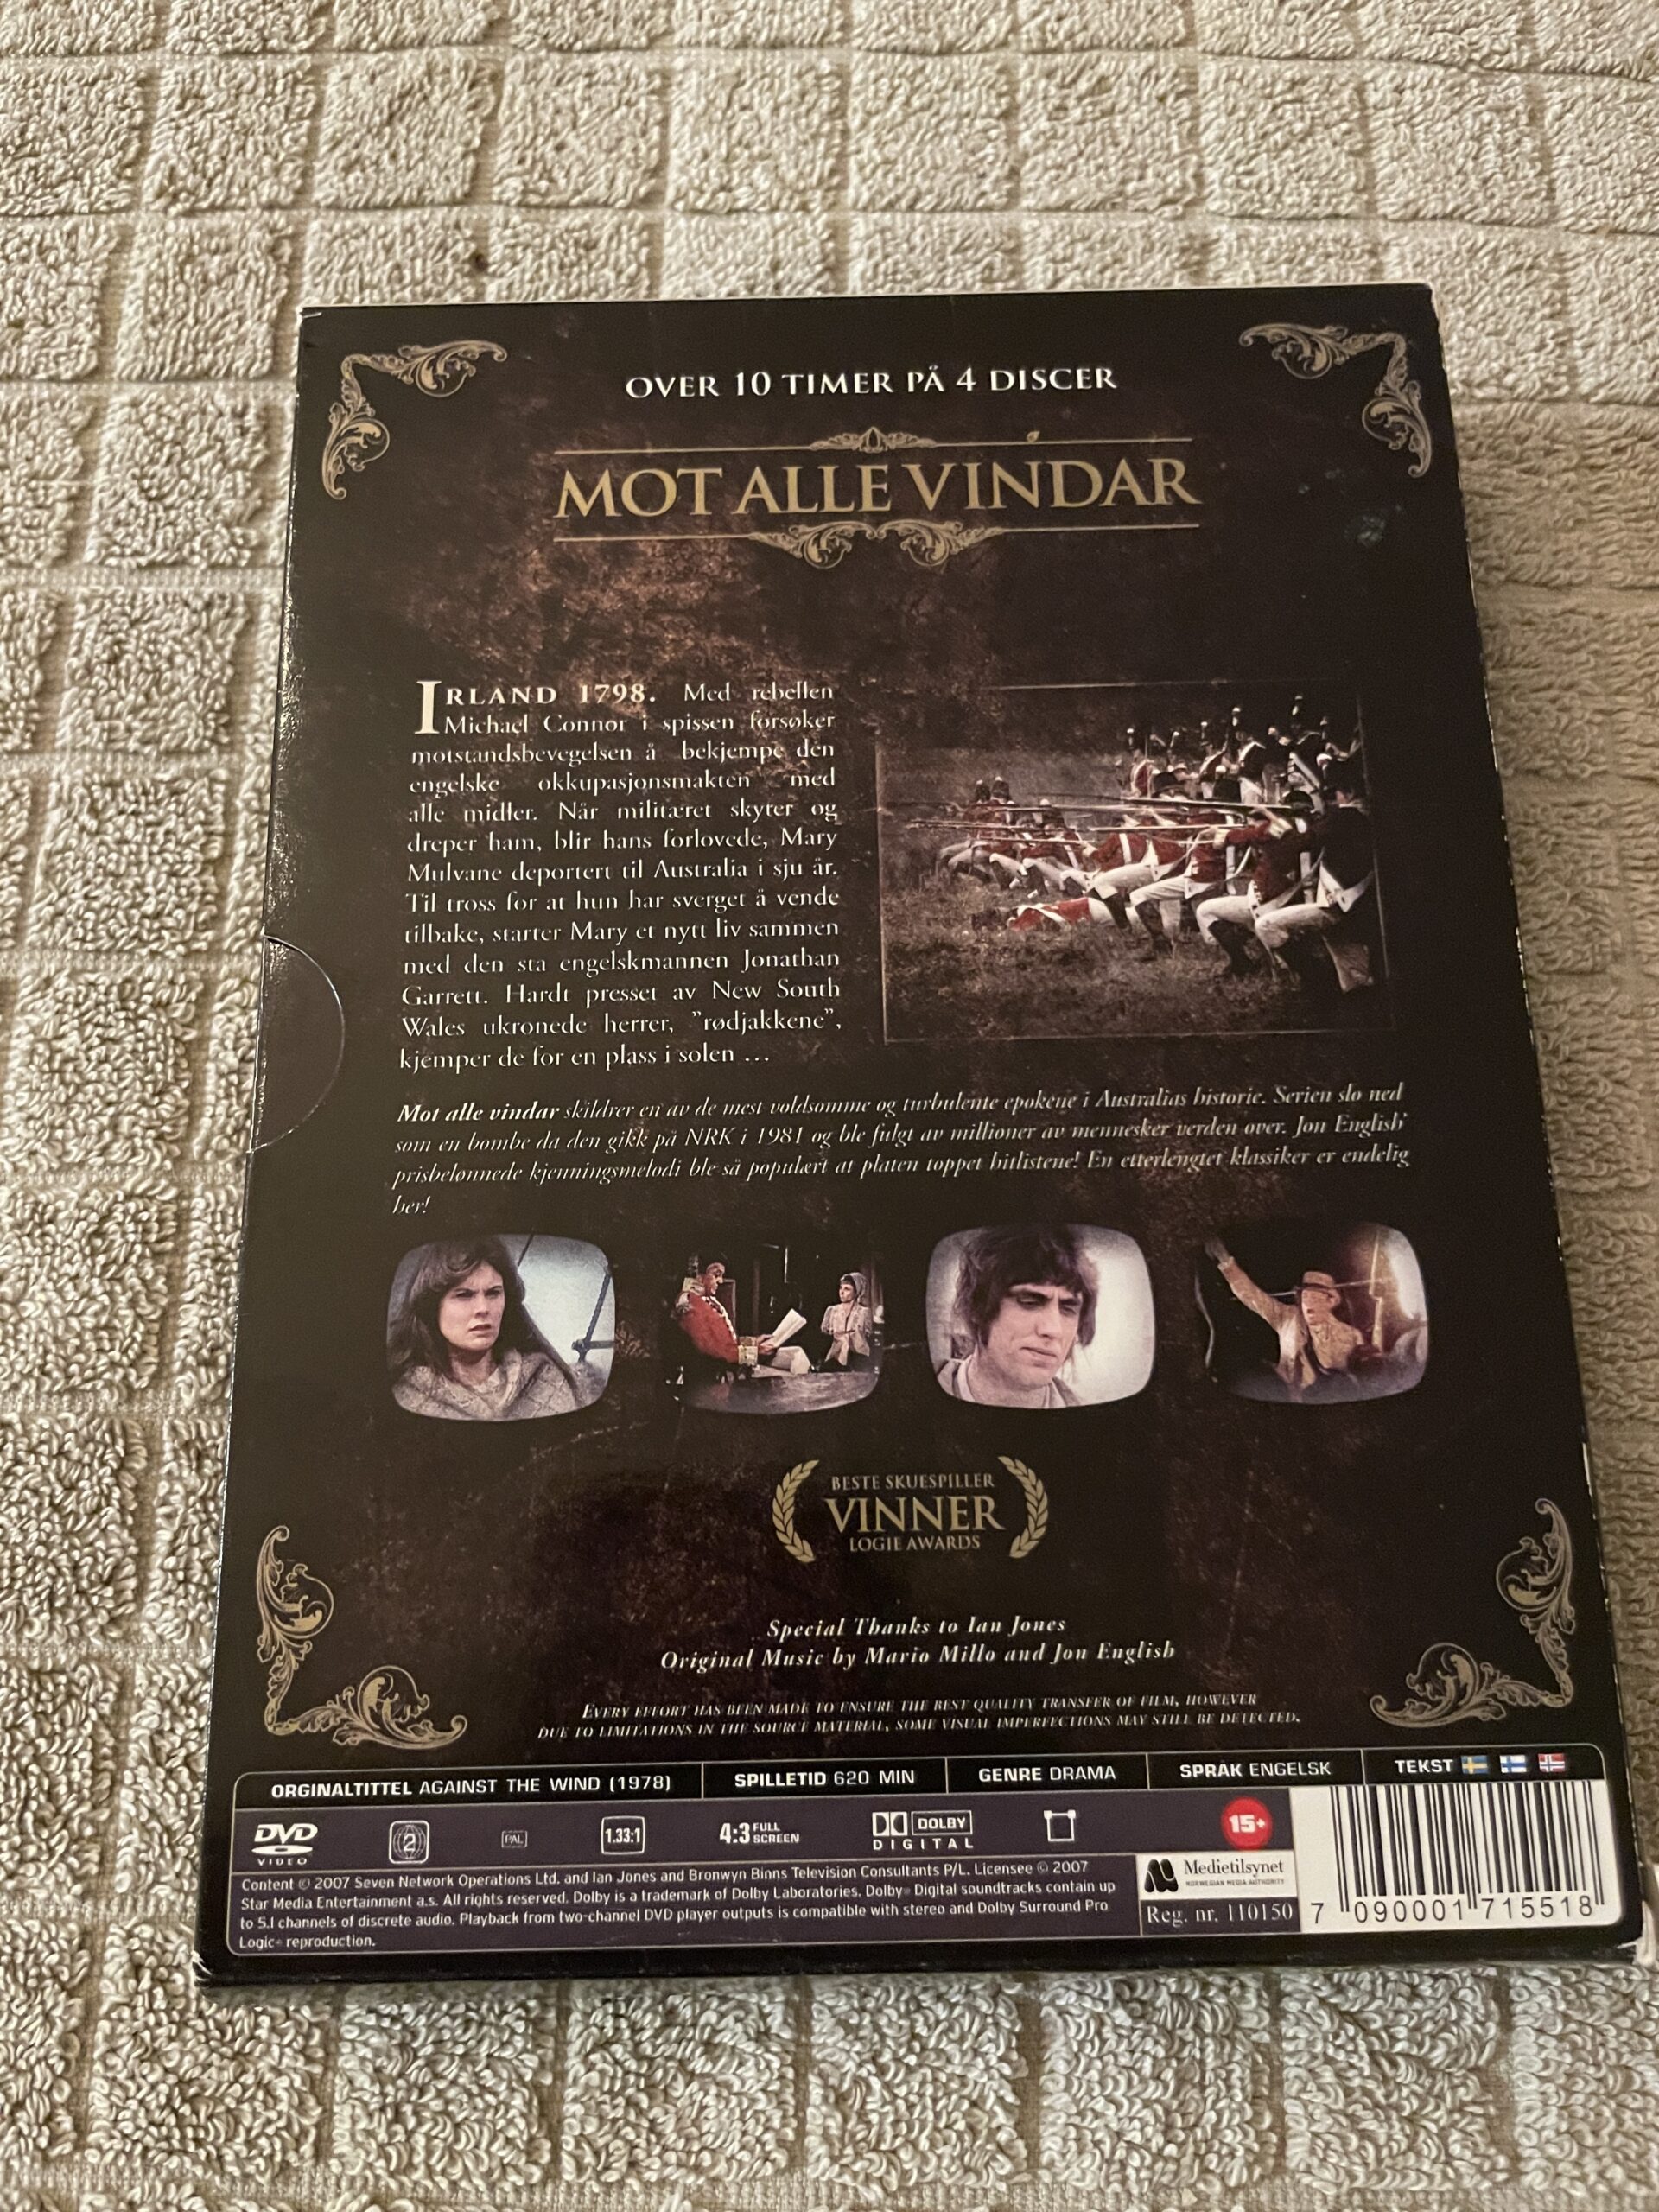 OVER 10 TIMER PÅ 4 DISCER
MOT ALLE VINDAR
IRLAND 1798. Med rebellen
Michael Connor i spissen forsøker
motstandsbevegelsen å bekjempe den
engelske okkupasjonsmakten med
alle midler. Når militæret skyter og
dreper ham, blir hans forlovede, Mary
Mulvane deportert til Australia i sju år.
Til tross for at hun har sverget å vende
tilbake, starter Mary et nytt liv sammen
med den sta engelskmannen Jonathan
Garrett. Hardt presset av New South
Wales ukronede herrer, "rødjakkene",
kjemper de for en plass i solen ...
Mot alle vindar skildrer en av de mest voldsomme og turbulente epokene i Australias historie. Serien slo ned
som en bombe da den gikk på NRK i 1981 og ble fulgt av millioner av mennesker verden over. Jon English'
prisbelønnede kjenningsmelodi ble så populært at platen toppet hitlistene! En etterlengtet klassiker er endelig
her!
BESTE SKUESPILLER
VINNER
LOGIE AWARDS
Special Thanks to Ian Jones
Original Music by Mario Millo and Jon English
EVERY EFFORT HAS BEEN MADE TO ENSURE THE BEST QUALITY TRANSFER OF FILM, HOWEVER
DUE TO LIMITATIONS IN THE SOURCE MATERIAL, SOME VISUAL IMPERFECTIONS MAY STILL BE DETECTED.
ORGINALTITTEL AGAINST THE WIND (1978) SPILLETID 620 MIN GENRE DRAMA SPRÅK ENGELSK TEKST
DVD VIDEO 2 PAL 1.33:1 4:3 FULL SCREEN DOLBY DIGITAL 15+
Content © 2007 Seven Network Operations Ltd. and Ian Jones and Bronwyn Binns Television Consultants P/L. Licensee © 2007
Star Media Entertainment a.s. All rights reserved. Dolby is a trademark of Dolby Laboratories. Dolby® Digital soundtracks contain up
to 5.1 channels of discrete audio. Playback from two-channel DVD player outputs is compatible with stereo and Dolby Surround Pro
Logic® reproduction.
Medietilsynet
NORWEGIAN MEDIA AUTHORITY
Reg. nr. 110150
7 090001 715518